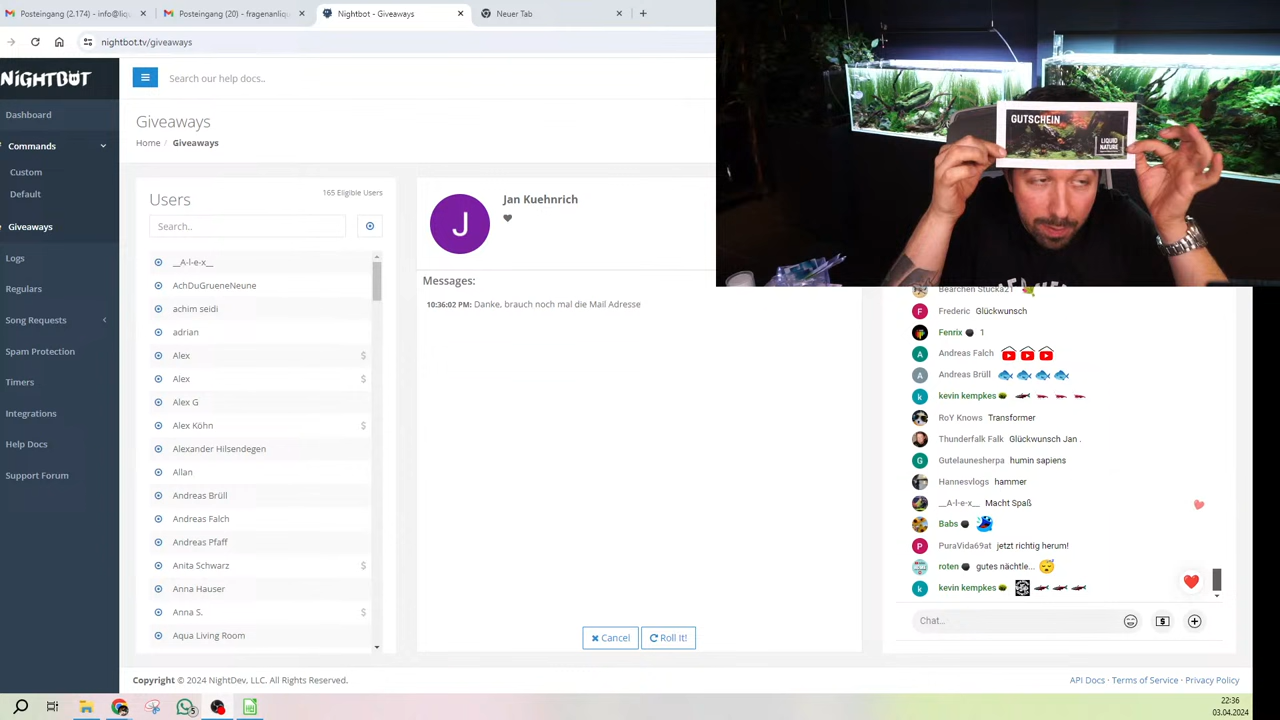 Posteingang (2.174) - info@liqu
Posteingang (20) - fragenanliqu
Nightbot - Giveaways
Neuer Tab
nightbot.tv/giveaways
NIGHTBOT
Search our help docs..
Dashboard
Commands
Custom
Default
Giveaways
Logs
Regulars
Song Requests
Spam Protection
Timers
Integrations
Help Docs
Support Forum
Giveaways
Home / Giveaways
Users
165 Eligible Users
Search..
__A-l-e-x__
AchDuGrueneNeune
achim seidi
adrian
Alex $
Alex $
Alex G
Alex Köhn $
Alexander Hilsendegen
Allan
Andreas Brüll
Andreas Falch
Andreas Pfaff
Anita Schwarz
Anna Hauder
Anna S. $
Aqua Living Room
J
Jan Kuehnrich
Messages:
10:36:02 PM: Danke, brauch noch mal die Mail Adresse
Cancel
Roll It!
GUTSCHEIN
LIQUID
NATURE
Bearchen Stucka21
F Frederic Glückwunsch
Fenrix 1
A Andreas Falch
A Andreas Brüll
k kevin kempkes
RoY Knows Transformer
Thunderfalk Falk Glückwunsch Jan .
G Gutelaunesherpa humin sapiens
Hannesvlogs hammer
__A-l-e-x__ Macht Spaß
Babs
P PuraVida69at jetzt richtig herum!
roten gutes nächtle...
k kevin kempkes
Chat...
Copyright © 2024 NightDev, LLC. All Rights Reserved.
API Docs · Terms of Service · Privacy Policy
5
22:36
03.04.2024